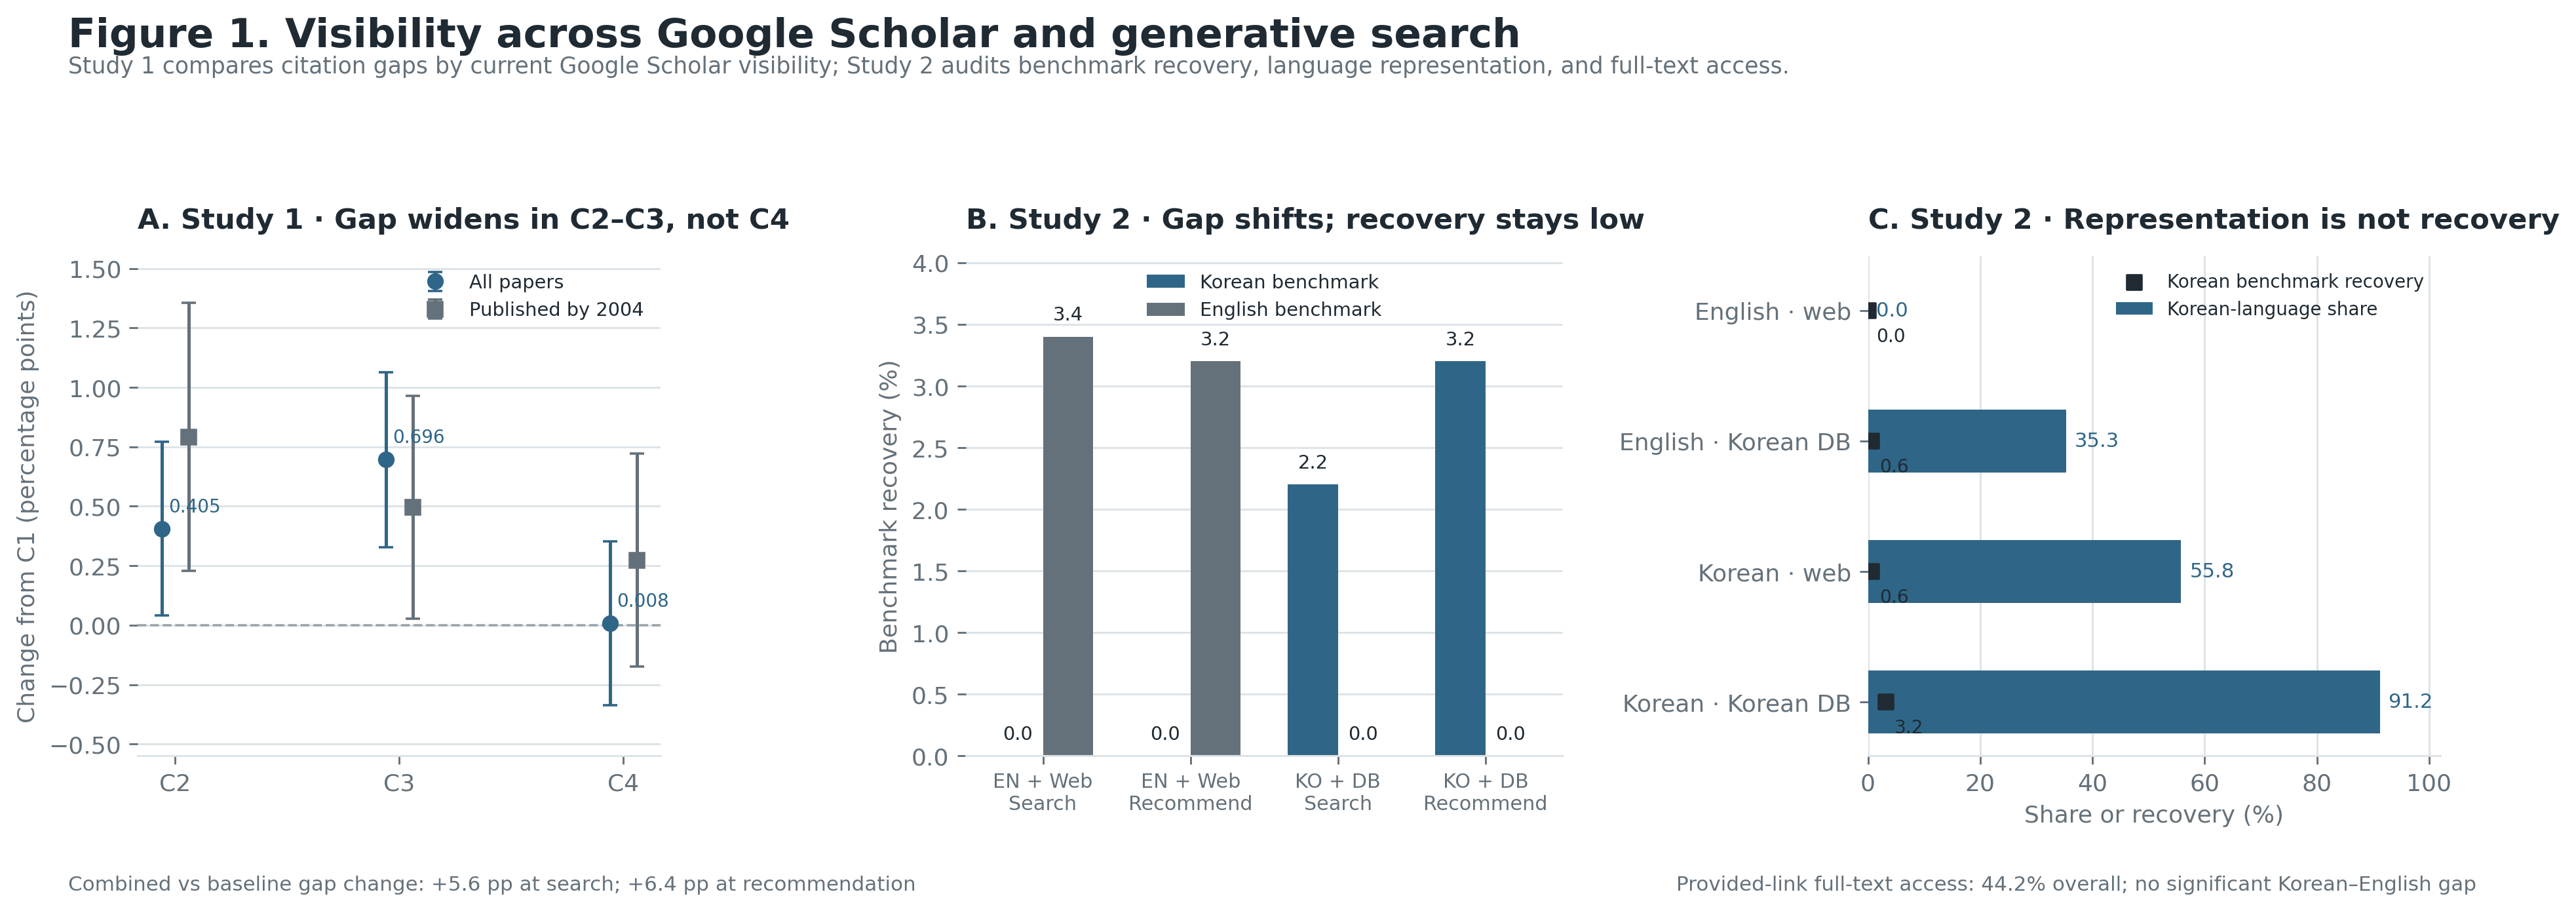 Figure 1. Visibility across Google Scholar and generative search
Study 1 compares citation gaps by current Google Scholar visibility; Study 2 audits benchmark recovery, language representation, and full-text access.
A. Study 1 · Gap widens in C2–C3, not C4
Change from C1 (percentage points)
1.50
1.25
1.00
0.75
0.50
0.25
0.00
−0.25
−0.50
All papers
Published by 2004
0.405
0.696
0.008
C2
C3
C4
B. Study 2 · Gap shifts; recovery stays low
Benchmark recovery (%)
4.0
3.5
3.0
2.5
2.0
1.5
1.0
0.5
0.0
Korean benchmark
English benchmark
0.0
3.4
0.0
3.2
2.2
0.0
3.2
0.0
EN + Web
Search
EN + Web
Recommend
KO + DB
Search
KO + DB
Recommend
C. Study 2 · Representation is not recovery
Korean benchmark recovery
Korean-language share
English · web
0.0
0.0
English · Korean DB
35.3
0.6
Korean · web
55.8
0.6
Korean · Korean DB
91.2
3.2
0
20
40
60
80
100
Share or recovery (%)
Combined vs baseline gap change: +5.6 pp at search; +6.4 pp at recommendation
Provided-link full-text access: 44.2% overall; no significant Korean–English gap